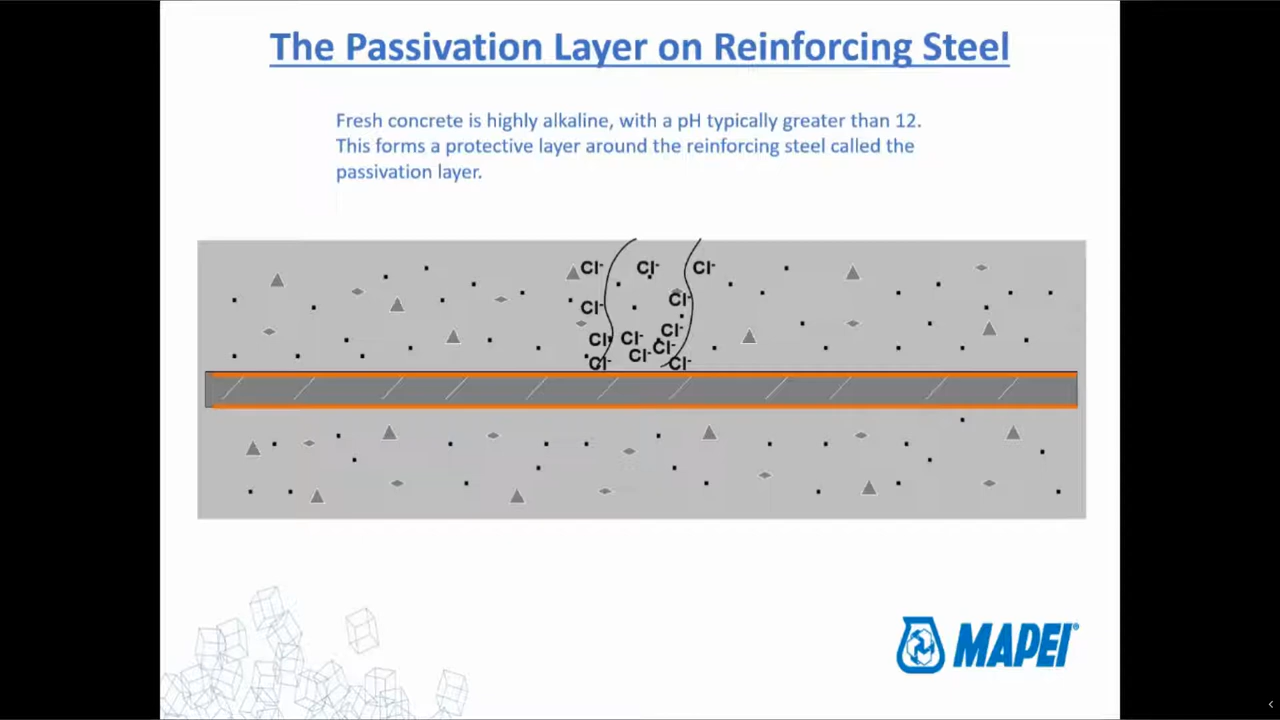 The Passivation Layer on Reinforcing Steel
Fresh concrete is highly alkaline, with a pH typically greater than 12.
This forms a protective layer around the reinforcing steel called the
passivation layer.
Cl- Cl- Cl-
Cl- Cl-
Cl- Cl- Cl-
Cl- Cl-
Cl- Cl-
MAPEI®